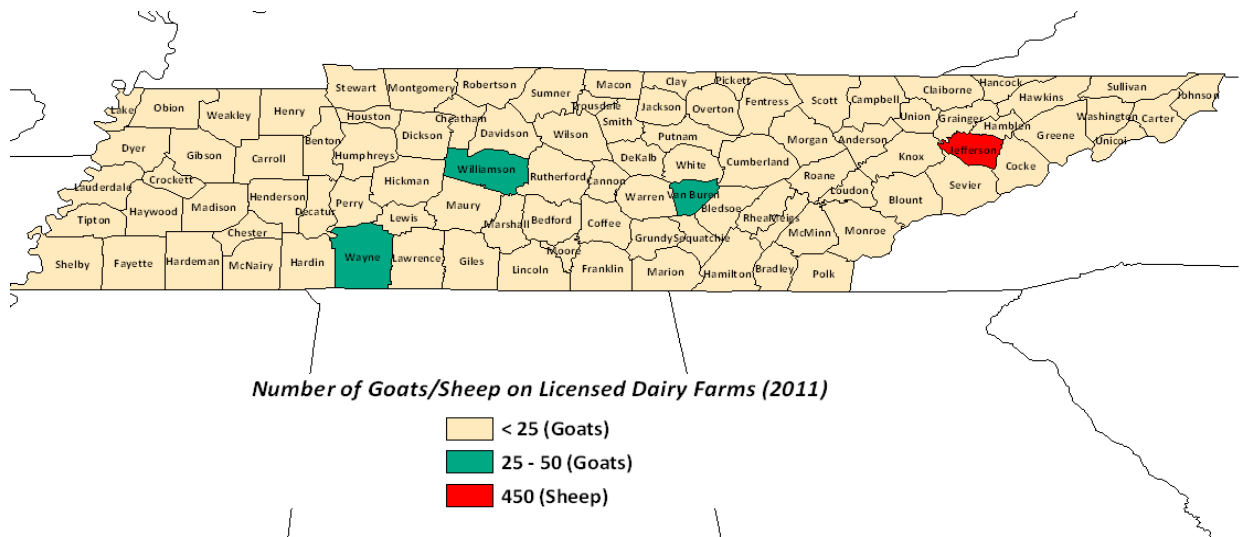 Stewart Montgomery Robertson Sumner Macon Clay Pickett Hancock Sullivan Johnson
Lake Obion Weakley Henry Houston Cheatham Trousdale Jackson Overton Fentress Scott Campbell Claiborne Hawkins
Dickson Davidson Wilson Smith Putnam Morgan Anderson Union Grainger Hamblen Greene Washington Carter
Dyer Gibson Carroll Benton Humphreys DeKalb White Cumberland Knox Jefferson Cocke Unicoi
Lauderdale Crockett Hickman Williamson Rutherford Cannon Van Buren Roane Loudon Blount Sevier
Tipton Haywood Madison Henderson Decatus Perry Lewis Maury Marshall Bedford Coffee Warren Bledsoe Rhea Meigs McMinn Monroe
Shelby Fayette Hardeman Chester McNairy Hardin Wayne Lawrence Giles Lincoln Moore Franklin Grundy Sequatchie Marion Hamilton Bradley Polk
Number of Goats/Sheep on Licensed Dairy Farms (2011)
< 25 (Goats)
25 - 50 (Goats)
450 (Sheep)